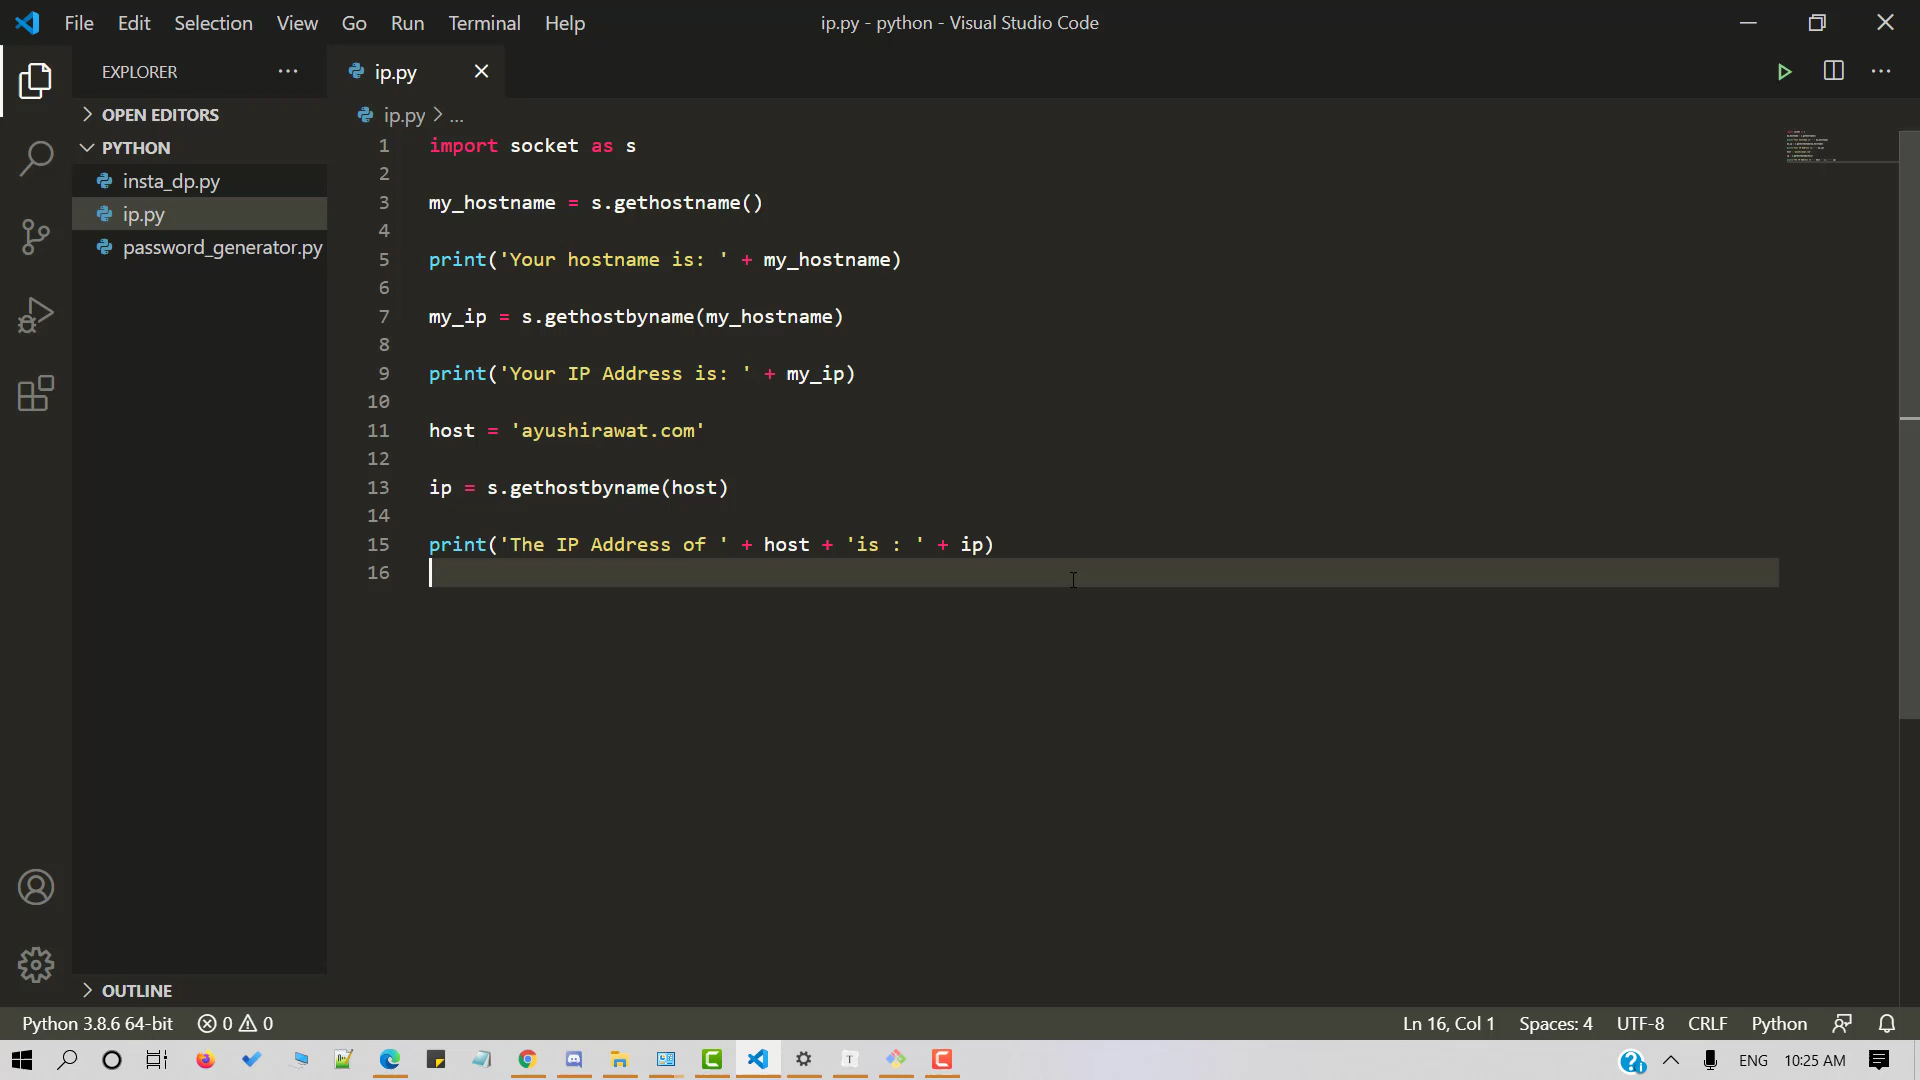 File Edit Selection View Go Run Terminal Help
ip.py - python - Visual Studio Code
EXPLORER
ip.py
OPEN EDITORS
ip.py > ...
PYTHON
insta_dp.py
ip.py
password_generator.py
1 import socket as s
2
3 my_hostname = s.gethostname()
4
5 print('Your hostname is: ' + my_hostname)
6
7 my_ip = s.gethostbyname(my_hostname)
8
9 print('Your IP Address is: ' + my_ip)
10
11 host = 'ayushirawat.com'
12
13 ip = s.gethostbyname(host)
14
15 print('The IP Address of ' + host + 'is : ' + ip)
16
OUTLINE
Python 3.8.6 64-bit 0 0
Ln 16, Col 1 Spaces: 4 UTF-8 CRLF Python
ENG 10:25 AM